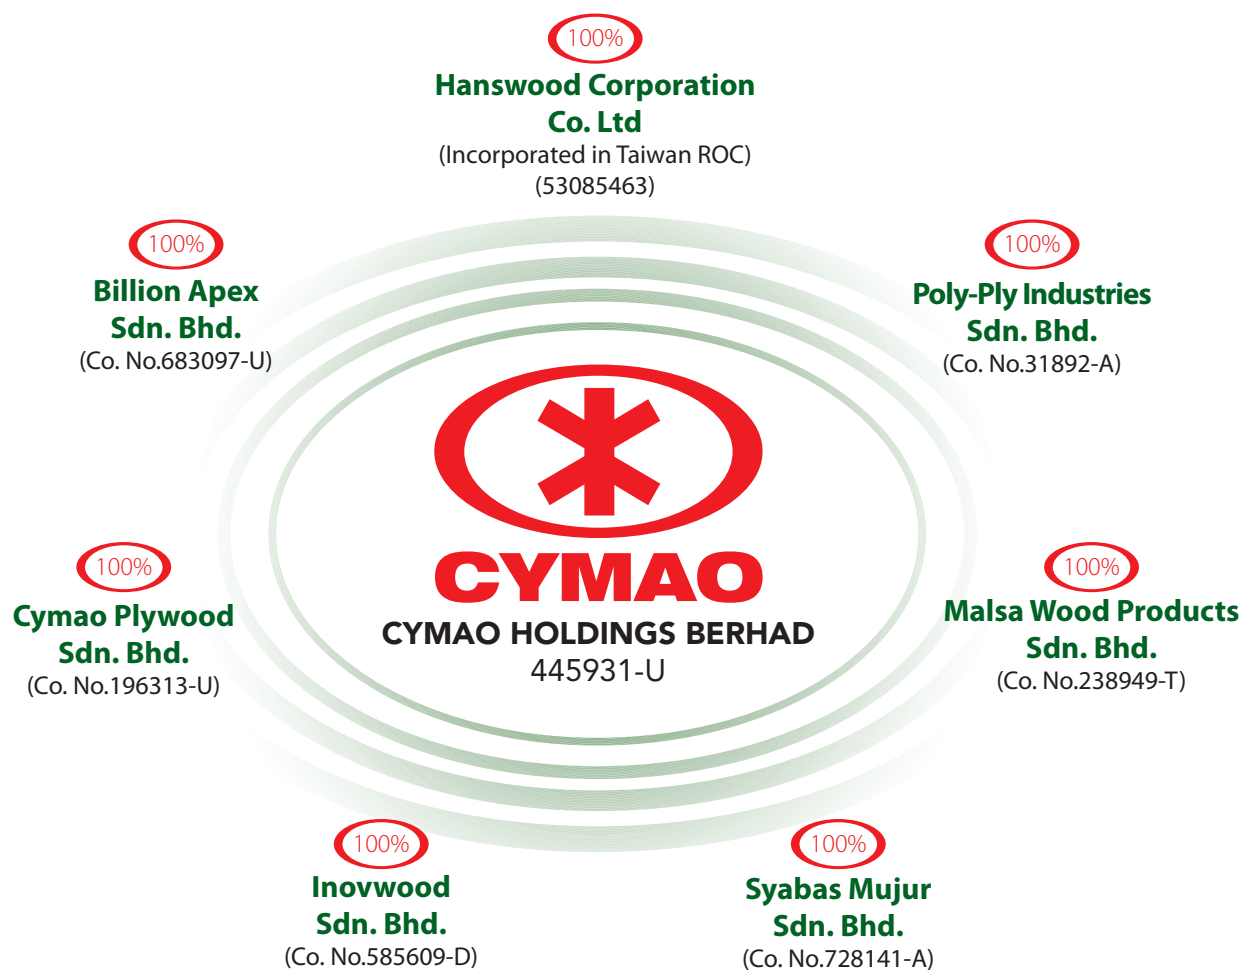 100%
Hanswood Corporation
Co. Ltd
(Incorporated in Taiwan ROC)
(53085463)
100%
Billion Apex
Sdn. Bhd.
(Co. No.683097-U)
100%
Poly-Ply Industries
Sdn. Bhd.
(Co. No.31892-A)
CYMAO
CYMAO HOLDINGS BERHAD
445931-U
100%
Cymao Plywood
Sdn. Bhd.
(Co. No.196313-U)
100%
Malsa Wood Products
Sdn. Bhd.
(Co. No.238949-T)
100%
Inovwood
Sdn. Bhd.
(Co. No.585609-D)
100%
Syabas Mujur
Sdn. Bhd.
(Co. No.728141-A)